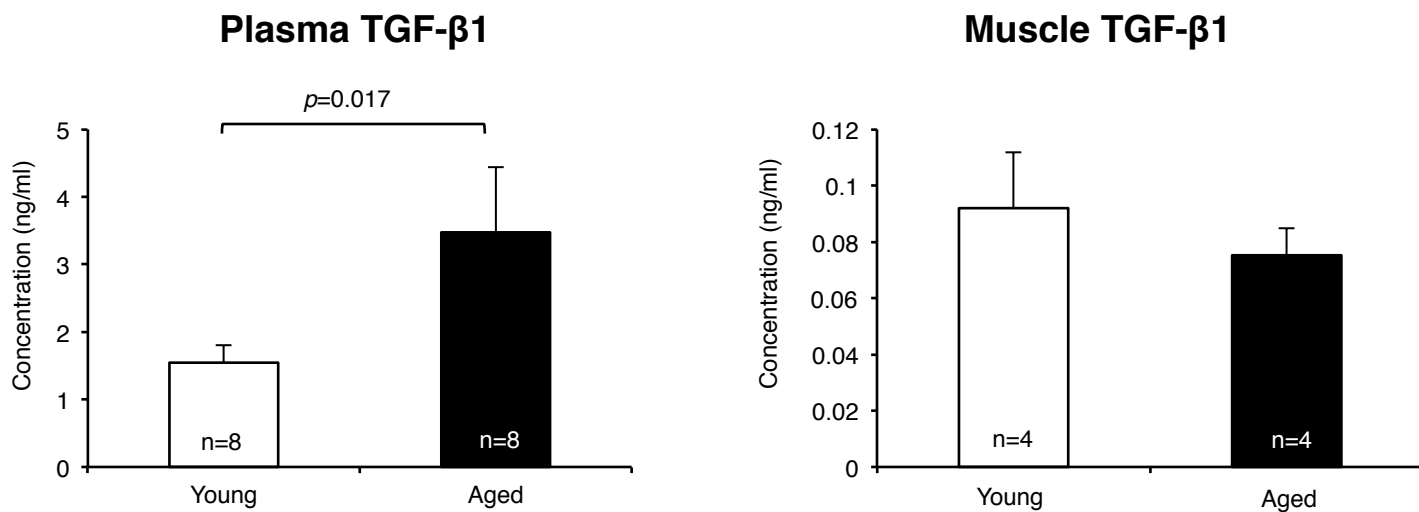 Plasma TGF-β1
p=0.017
Concentration (ng/ml)
5
4
3
2
1
0
n=8
n=8
Young
Aged
Muscle TGF-β1
Concentration (ng/ml)
0.12
0.1
0.08
0.06
0.04
0.02
0
n=4
n=4
Young
Aged